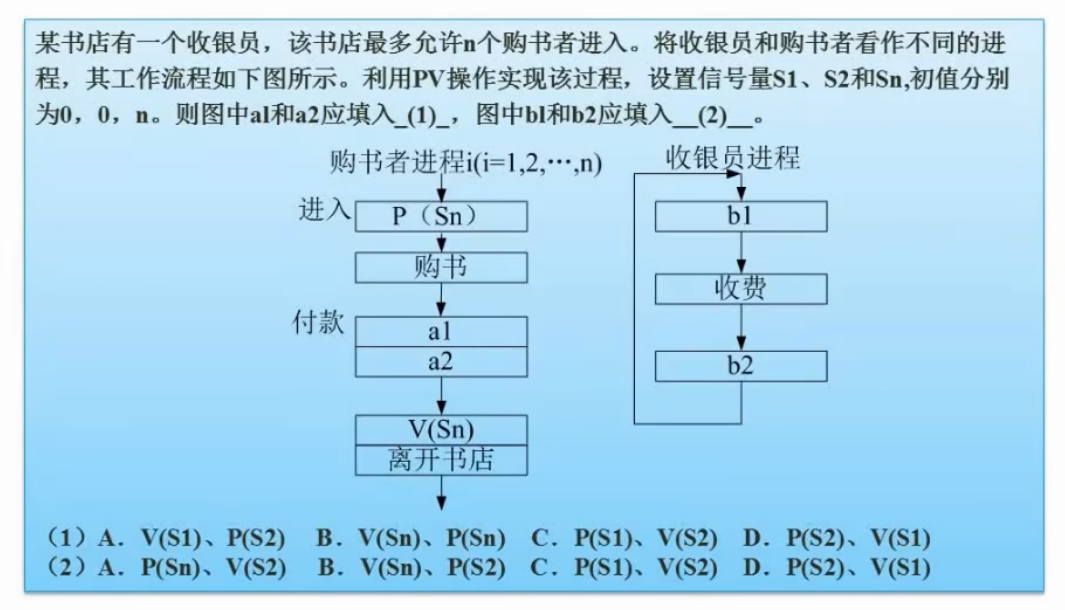 某书店有一个收银员，该书店最多允许n个购书者进入。将收银员和购书者看作不同的进
程，其工作流程如下图所示。利用PV操作实现该过程，设置信号量S1、S2和Sn,初值分别
为0，0，n。则图中al和a2应填入_(1)_，图中bl和b2应填入__(2)__。
购书者进程i(i=1,2,…,n)
收银员进程
进入
P（Sn）
b1
购书
收费
付款
a1
a2
b2
V(Sn)
离开书店
（1）A．V(S1)、P(S2) B．V(Sn)、P(Sn) C．P(S1)、V(S2) D．P(S2)、V(S1)
（2）A．P(Sn)、V(S2) B．V(Sn)、P(S2) C．P(S1)、V(S2) D．P(S2)、V(S1)